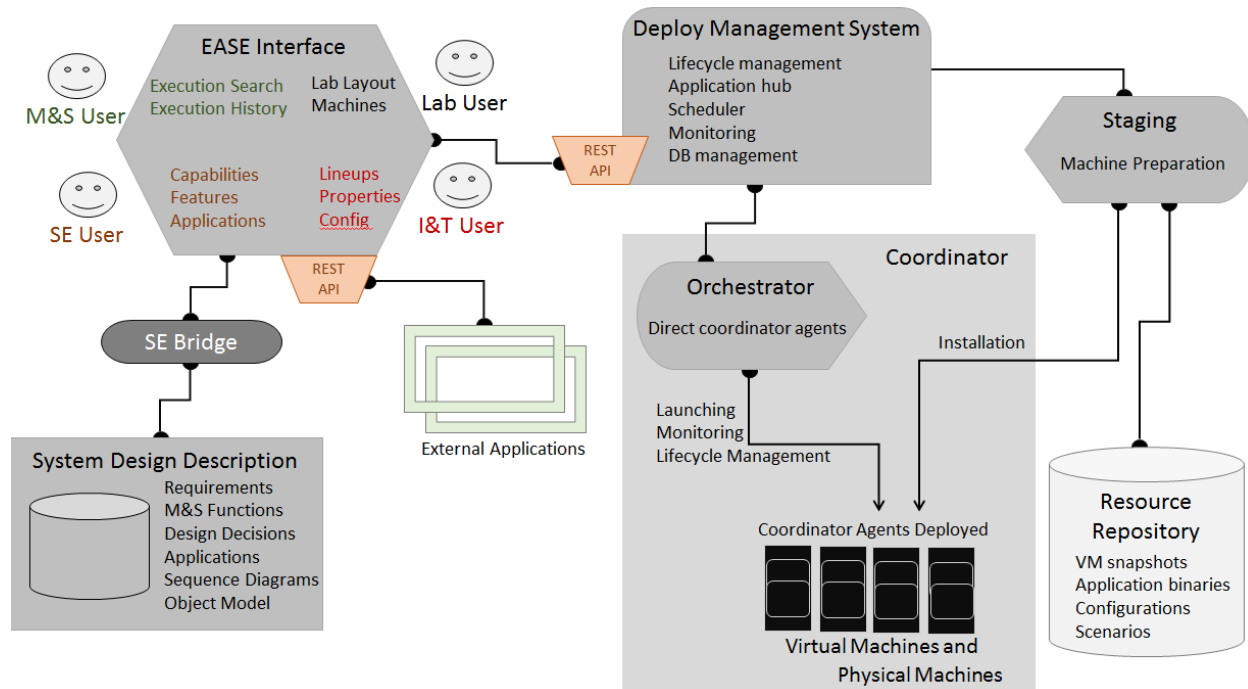 EASE Interface
Execution Search
Execution History
Lab Layout
Machines
Capabilities
Features
Applications
Lineups
Properties
Config
M&S User
Lab User
SE User
I&T User
REST
API
REST
API
Deploy Management System
Lifecycle management
Application hub
Scheduler
Monitoring
DB management
Staging
Machine Preparation
SE Bridge
External Applications
System Design Description
Requirements
M&S Functions
Design Decisions
Applications
Sequence Diagrams
Object Model
Coordinator
Orchestrator
Direct coordinator agents
Installation
Launching
Monitoring
Lifecycle Management
Coordinator Agents Deployed
Virtual Machines and
Physical Machines
Resource
Repository
VM snapshots
Application binaries
Configurations
Scenarios